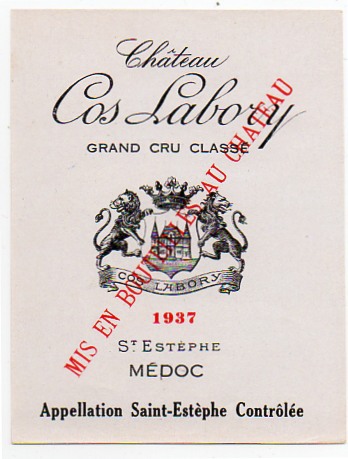 Château
Cos Labory
GRAND CRU CLASSÉ
MIS EN BOUTEILLES AU CHATEAU
COS LABORY
1937
ST ESTÈPHE
MÉDOC
Appellation Saint-Estèphe Contrôlée